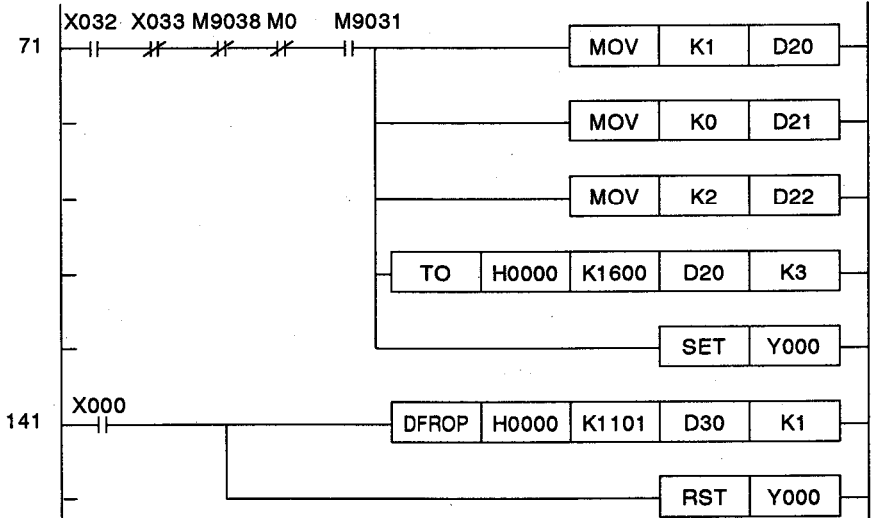 X032 X033 M9038 M0 M9031
71 MOV K1 D20
MOV K0 D21
MOV K2 D22
TO H0000 K1600 D20 K3
SET Y000
X000
141 DFROP H0000 K1101 D30 K1
RST Y000